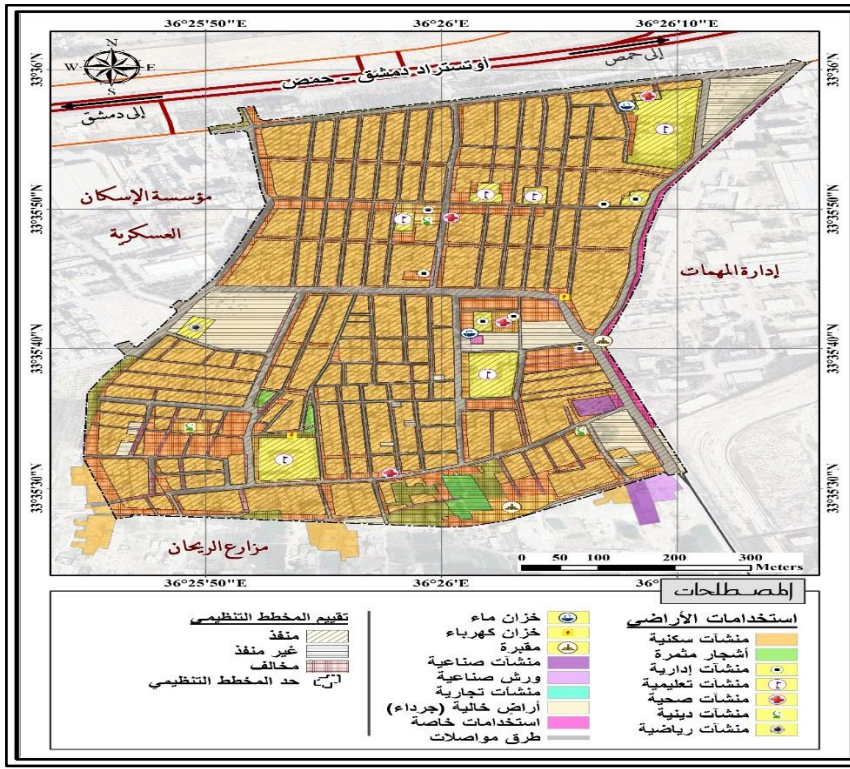 36°25'50"E 36°26'E 36°26'10"E
N
W E
S
33°36'N
33°36'N
إلى حمص
أوتستراد دمشق - حمص
إلى دمشق
مؤسسة الإسكان
العسكرية
33°35'50"N
33°35'50"N
إدارة المهمات
33°35'40"N
33°35'40"N
33°35'30"N
33°35'30"N
مزارع الريحان
0 50 100 200 300
Meters
36°25'50"E 36°26'E
المصطلحات
استخدامات الأراضي
منشآت سكنية
أشجار مثمرة
منشآت إدارية
منشآت تعليمية
منشآت صحية
منشآت دينية
منشآت رياضية
خزان ماء
خزان كهرباء
مقبرة
منشآت صناعية
ورش صناعية
منشآت تجارية
أراض خالية (جرداء)
استخدامات خاصة
طرق مواصلات
تقييم المخطط التنظيمي
منفذ
غير منفذ
مخالف
حد المخطط التنظيمي